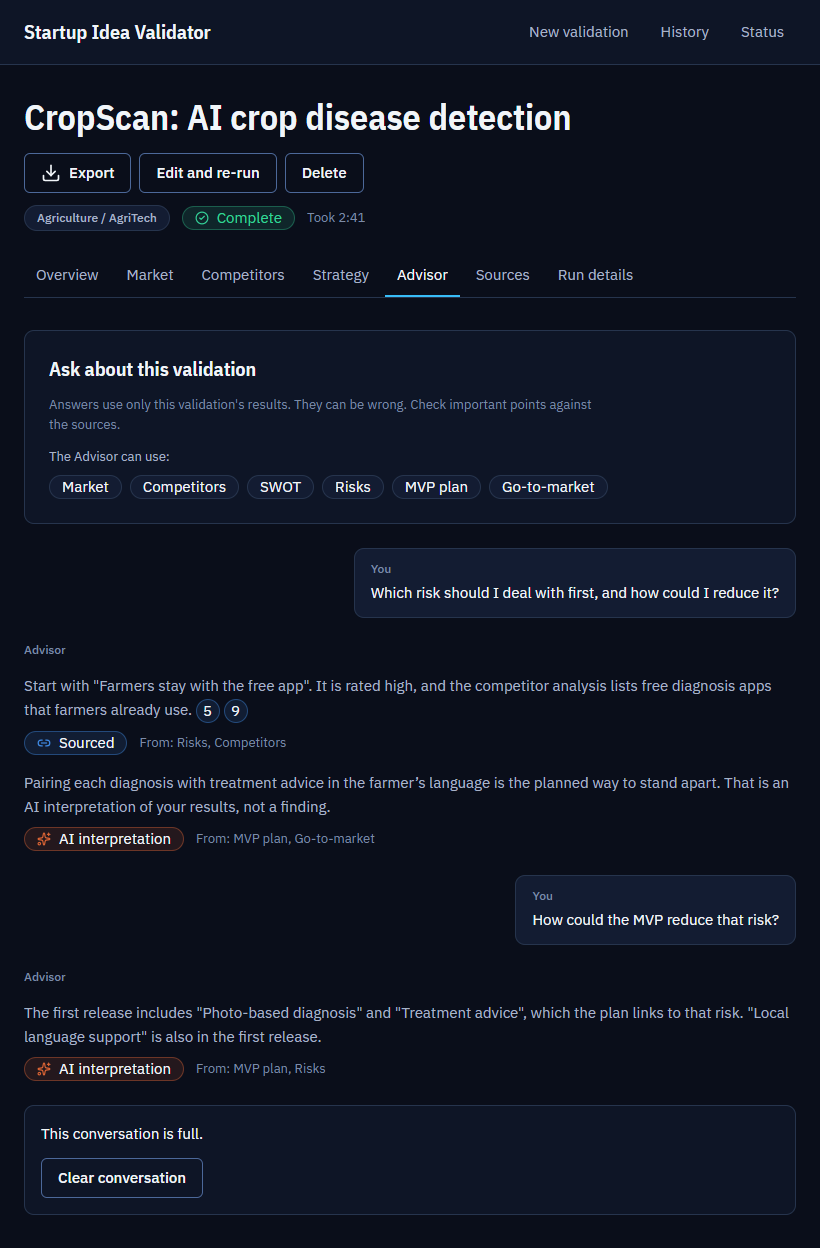 Startup Idea Validator
New validation
History
Status
CropScan: AI crop disease detection
Export
Edit and re-run
Delete
Agriculture / AgriTech
Complete
Took 2:41
Overview
Market
Competitors
Strategy
Advisor
Sources
Run details
Ask about this validation
Answers use only this validation's results. They can be wrong. Check important points against
the sources.
The Advisor can use:
Market
Competitors
SWOT
Risks
MVP plan
Go-to-market
You
Which risk should I deal with first, and how could I reduce it?
Advisor
Start with "Farmers stay with the free app". It is rated high, and the competitor analysis lists free diagnosis apps
that farmers already use. 5 9
Sourced
From: Risks, Competitors
Pairing each diagnosis with treatment advice in the farmer’s language is the planned way to stand apart. That is an
AI interpretation of your results, not a finding.
AI interpretation
From: MVP plan, Go-to-market
You
How could the MVP reduce that risk?
Advisor
The first release includes "Photo-based diagnosis" and "Treatment advice", which the plan links to that risk. "Local
language support" is also in the first release.
AI interpretation
From: MVP plan, Risks
This conversation is full.
Clear conversation